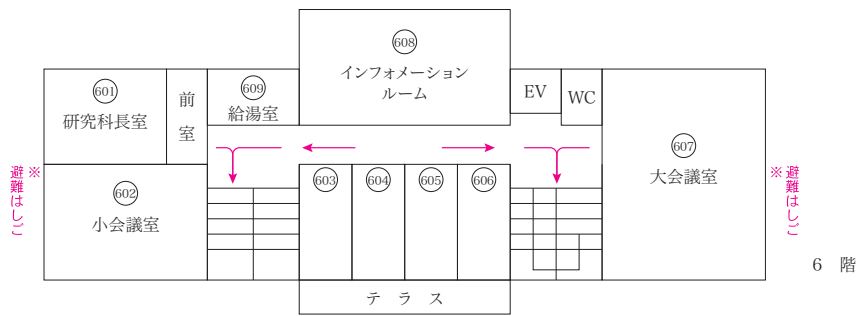 608
インフォメーション
ルーム
601
研究科長室
前
室
609
給湯室
EV
WC
607
大会議室
602
小会議室
603
604
605
606
※避難はしご
※避難はしご
テラス
6 階